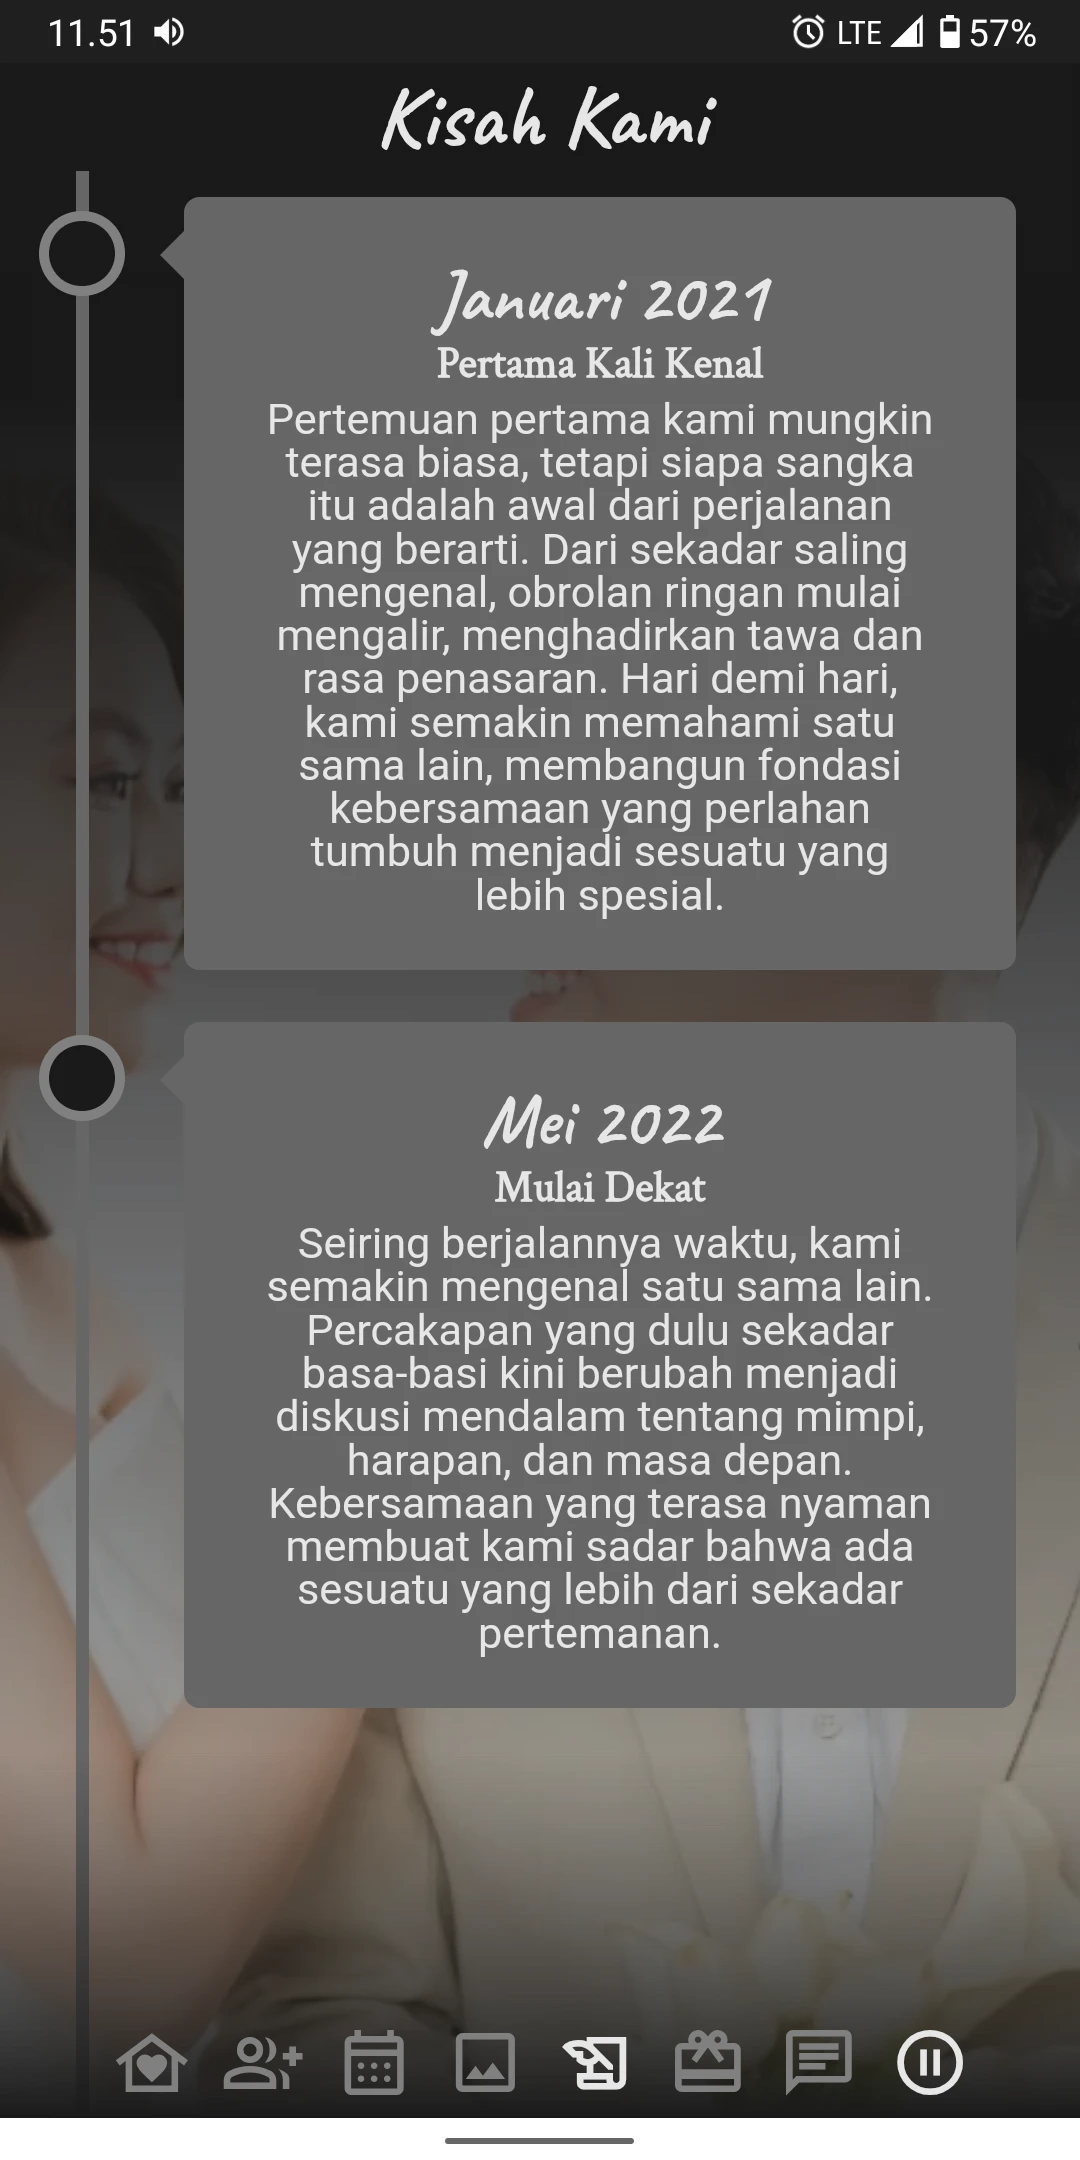 11.51
LTE
57%
Kisah Kami
Januari 2021
Pertama Kali Kenal
Pertemuan pertama kami mungkin
terasa biasa, tetapi siapa sangka
itu adalah awal dari perjalanan
yang berarti. Dari sekadar saling
mengenal, obrolan ringan mulai
mengalir, menghadirkan tawa dan
rasa penasaran. Hari demi hari,
kami semakin memahami satu
sama lain, membangun fondasi
kebersamaan yang perlahan
tumbuh menjadi sesuatu yang
lebih spesial.
Mei 2022
Mulai Dekat
Seiring berjalannya waktu, kami
semakin mengenal satu sama lain.
Percakapan yang dulu sekadar
basa-basi kini berubah menjadi
diskusi mendalam tentang mimpi,
harapan, dan masa depan.
Kebersamaan yang terasa nyaman
membuat kami sadar bahwa ada
sesuatu yang lebih dari sekadar
pertemanan.